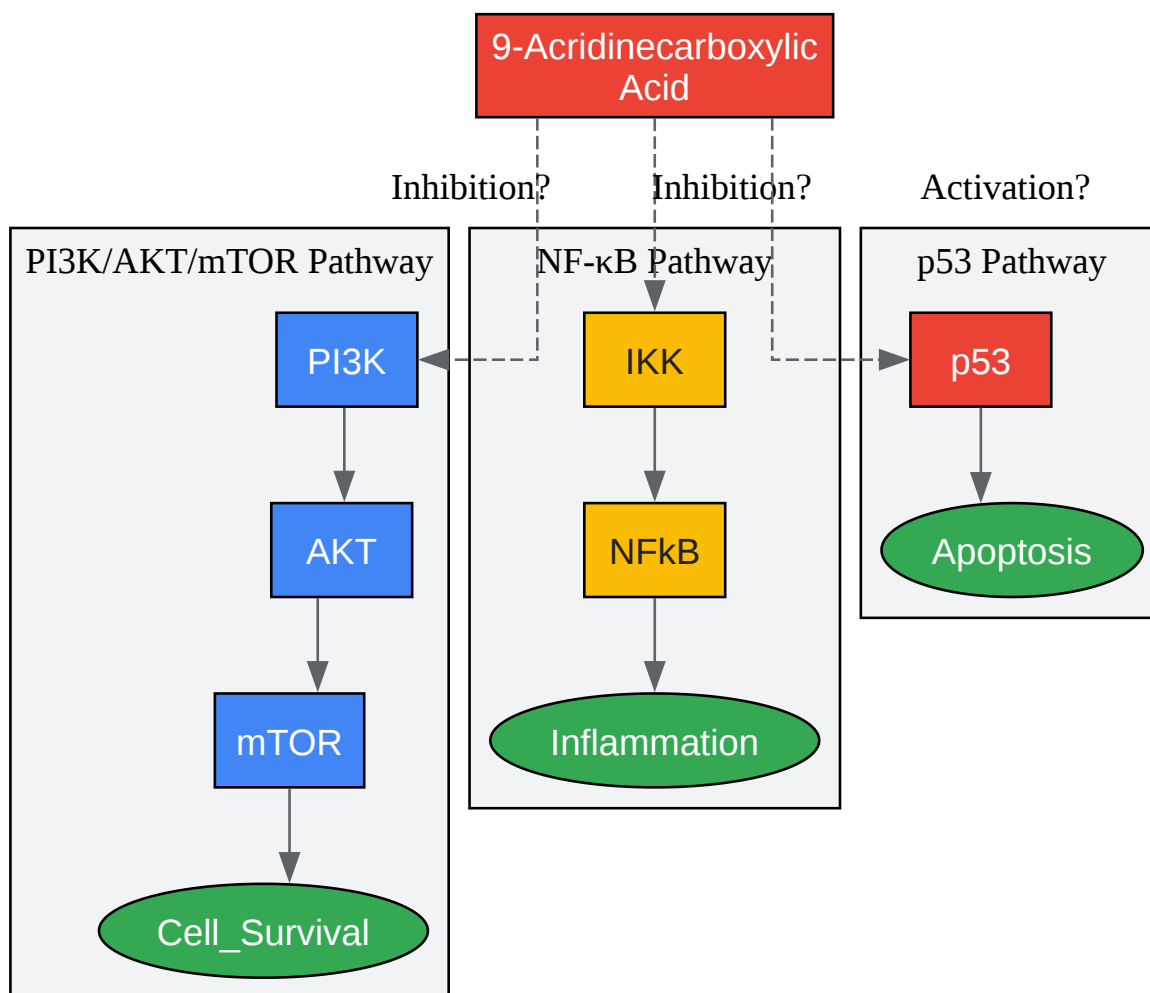 9-Acridinecarboxylic
Acid
Inhibition?
Inhibition?
Activation?
PI3K/AKT/mTOR Pathway
NF-κB Pathway
p53 Pathway
PI3K
IKK
p53
AKT
NFkB
Apoptosis
mTOR
Inflammation
Cell_Survival